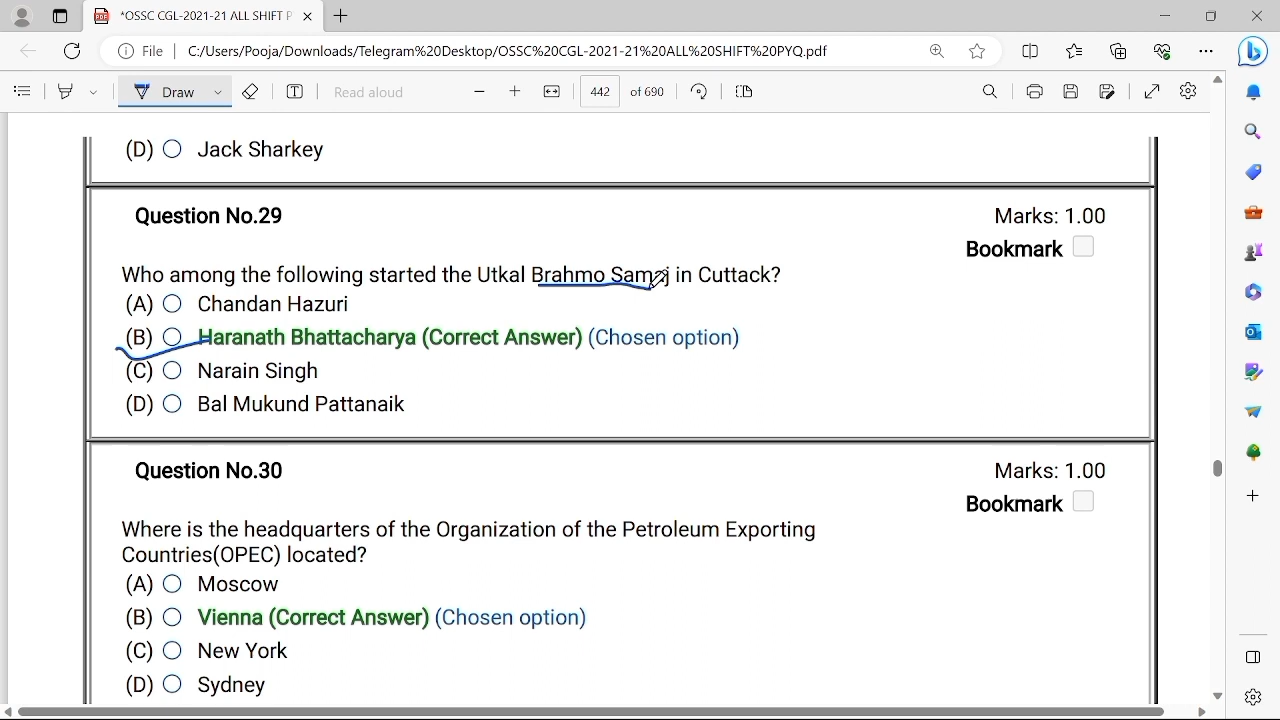 *OSSC CGL-2021-21 ALL SHIFT P
File
C:/Users/Pooja/Downloads/Telegram%20Desktop/OSSC%20CGL-2021-21%20ALL%20SHIFT%20PYQ.pdf
Draw
Read aloud
442 of 690
(D) Jack Sharkey
Question No.29 Marks: 1.00
Bookmark
Who among the following started the Utkal Brahmo Samaj in Cuttack?
(A) Chandan Hazuri
(B) Haranath Bhattacharya (Correct Answer) (Chosen option)
(C) Narain Singh
(D) Bal Mukund Pattanaik
Question No.30 Marks: 1.00
Bookmark
Where is the headquarters of the Organization of the Petroleum Exporting
Countries(OPEC) located?
(A) Moscow
(B) Vienna (Correct Answer) (Chosen option)
(C) New York
(D) Sydney